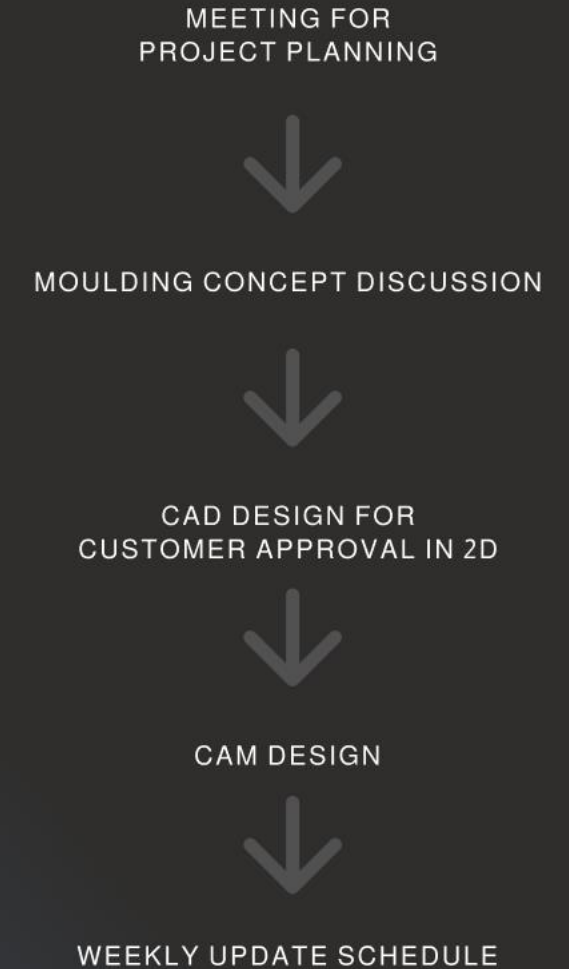 MEETING FOR
PROJECT PLANNING
MOULDING CONCEPT DISCUSSION
CAD DESIGN FOR
CUSTOMER APPROVAL IN 2D
CAM DESIGN
WEEKLY UPDATE SCHEDULE